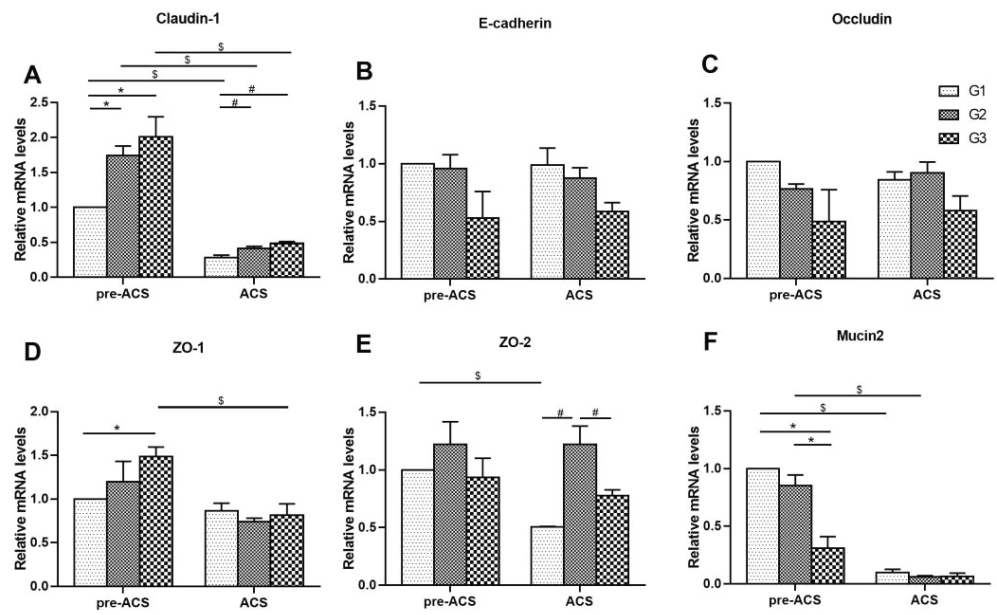 Claudin-1
A
Relative mRNA levels
2.5
2.0
1.5
1.0
0.5
0.0
$
$
$
*
*
#
#
pre-ACS
ACS
E-cadherin
B
Relative mRNA levels
1.5
1.0
0.5
0.0
pre-ACS
ACS
Occludin
C
Relative mRNA levels
1.5
1.0
0.5
0.0
G1
G2
G3
pre-ACS
ACS
ZO-1
D
Relative mRNA levels
2.0
1.5
1.0
0.5
0.0
$
*
pre-ACS
ACS
ZO-2
E
Relative mRNA levels
1.5
1.0
0.5
0.0
$
#
#
pre-ACS
ACS
Mucin2
F
Relative mRNA levels
1.5
1.0
0.5
0.0
$
$
*
*
pre-ACS
ACS